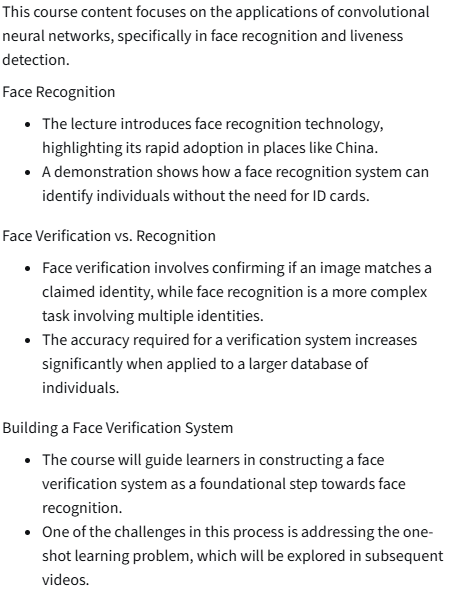 This course content focuses on the applications of convolutional
neural networks, specifically in face recognition and liveness
detection.
Face Recognition
• The lecture introduces face recognition technology,
highlighting its rapid adoption in places like China.
• A demonstration shows how a face recognition system can
identify individuals without the need for ID cards.
Face Verification vs. Recognition
• Face verification involves confirming if an image matches a
claimed identity, while face recognition is a more complex
task involving multiple identities.
• The accuracy required for a verification system increases
significantly when applied to a larger database of
individuals.
Building a Face Verification System
• The course will guide learners in constructing a face
verification system as a foundational step towards face
recognition.
• One of the challenges in this process is addressing the one-
shot learning problem, which will be explored in subsequent
videos.